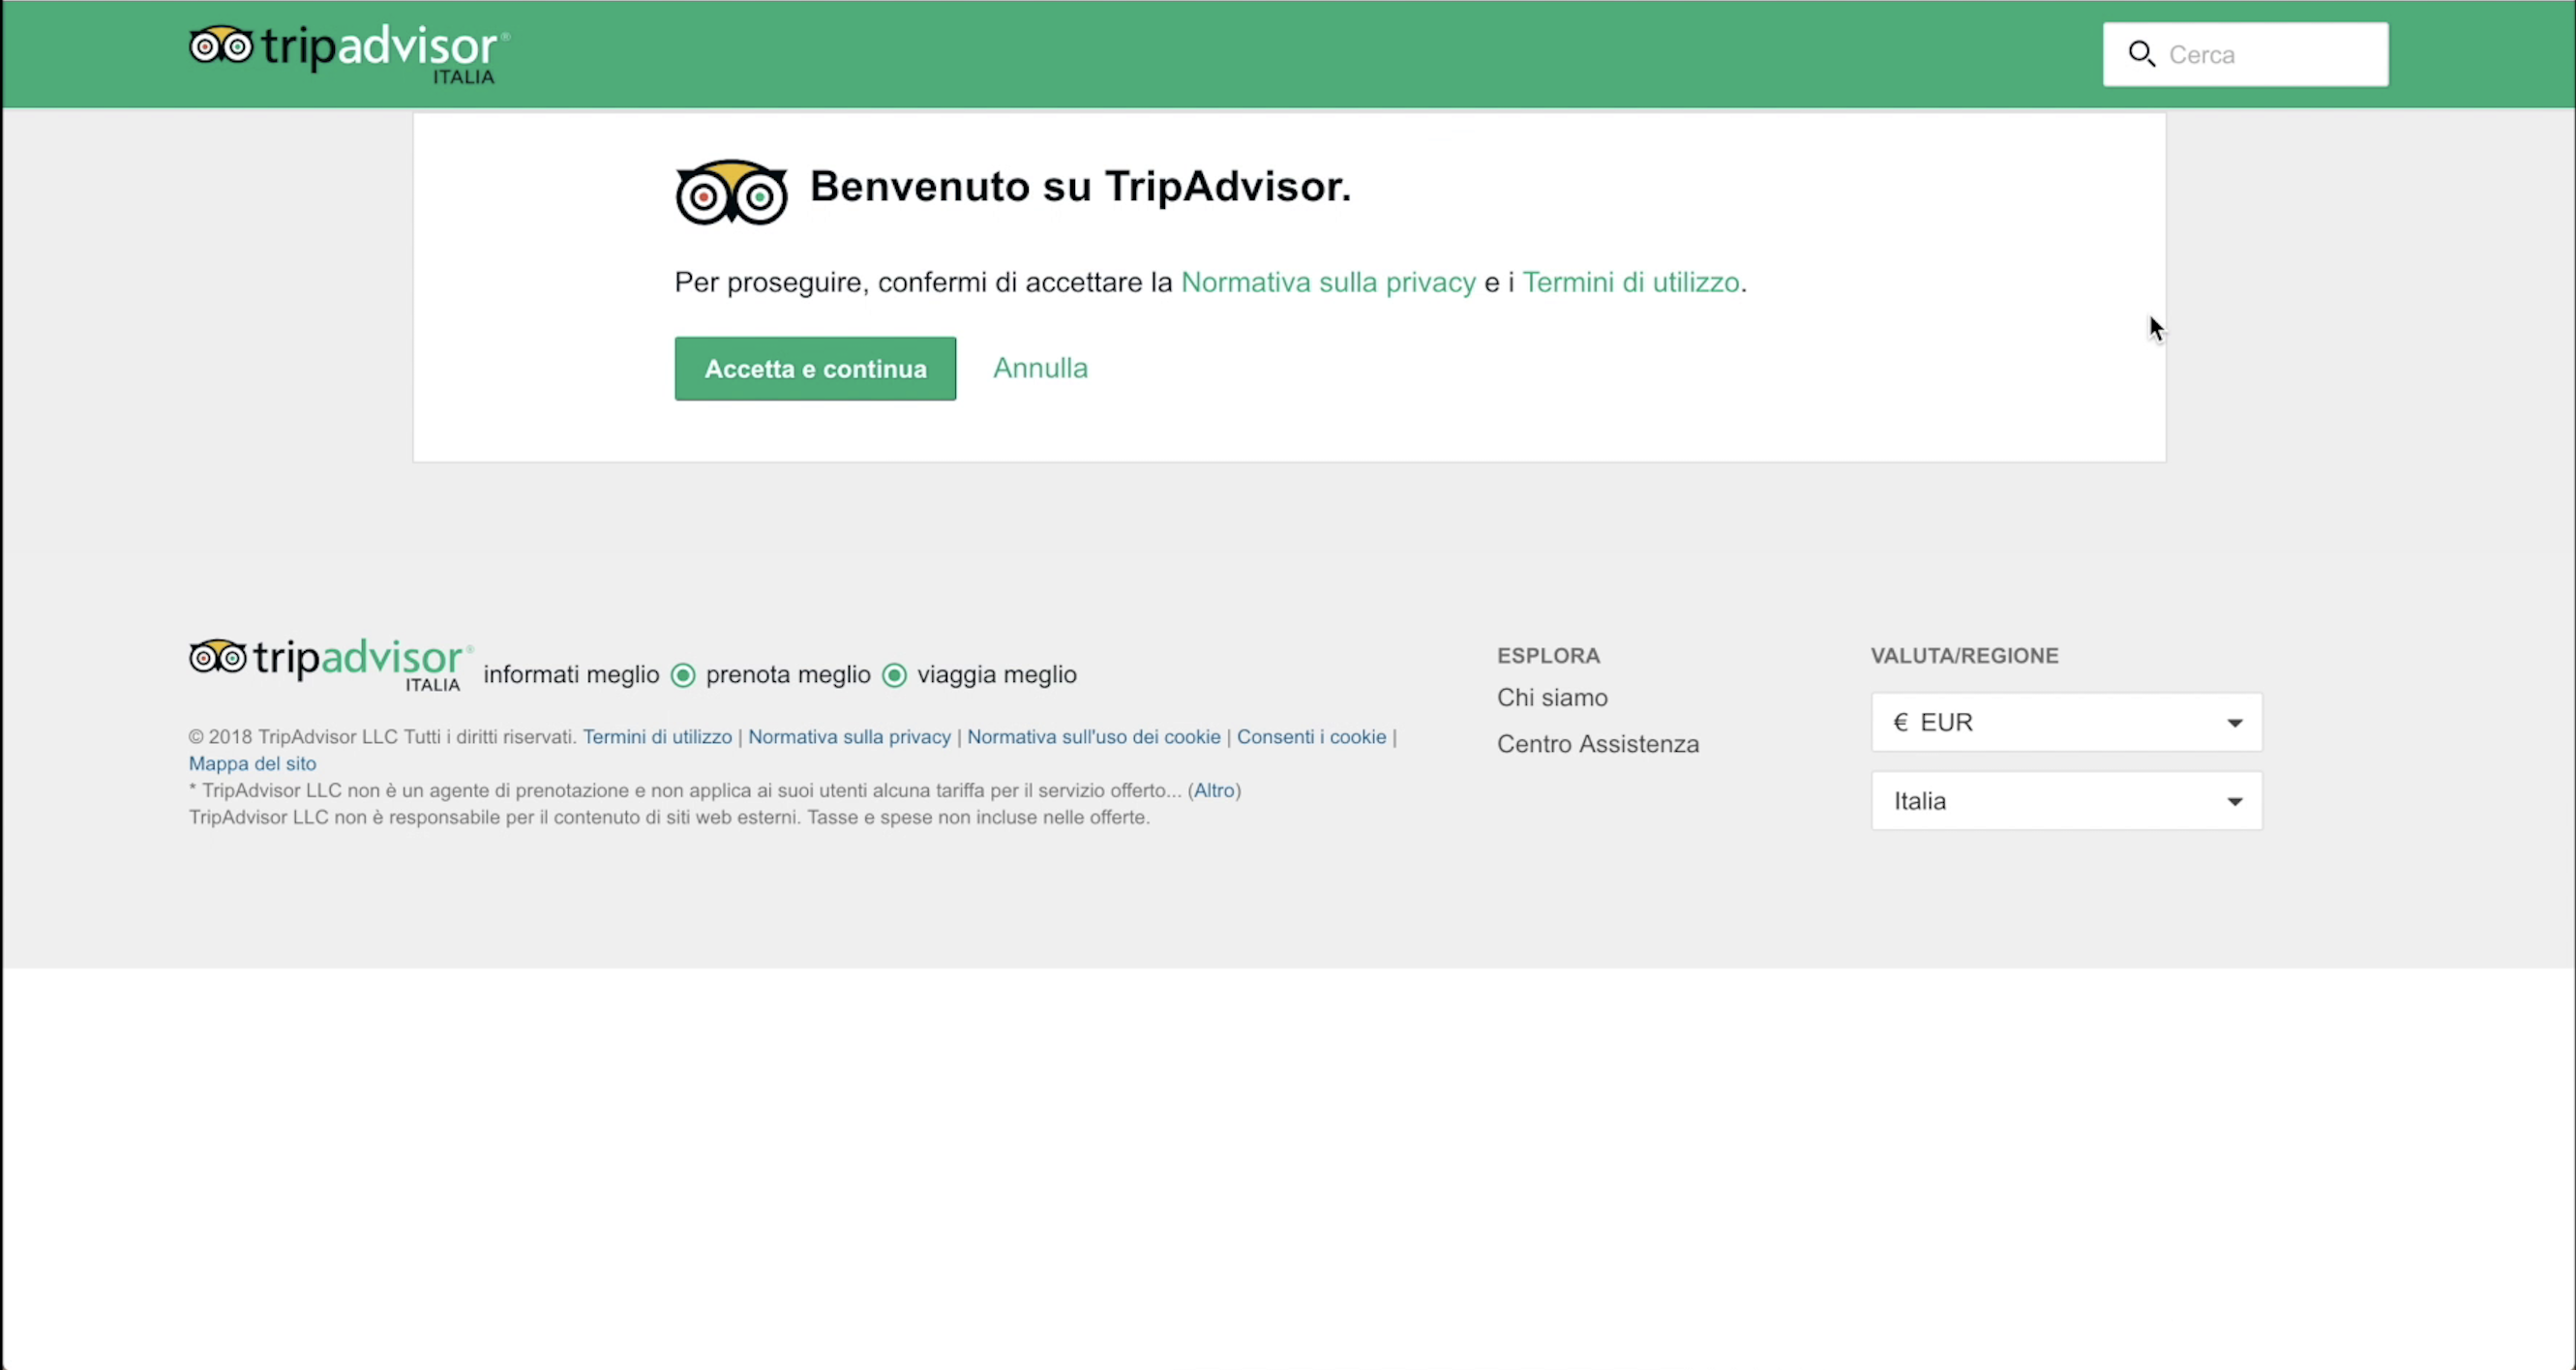 tripadvisor®
ITALIA
Cerca
Benvenuto su TripAdvisor.
Per proseguire, confermi di accettare la Normativa sulla privacy e i Termini di utilizzo.
Accetta e continua
Annulla
tripadvisor®
ITALIA
informati meglio prenota meglio viaggia meglio
© 2018 TripAdvisor LLC Tutti i diritti riservati. Termini di utilizzo | Normativa sulla privacy | Normativa sull'uso dei cookie | Consenti i cookie |
Mappa del sito
* TripAdvisor LLC non è un agente di prenotazione e non applica ai suoi utenti alcuna tariffa per il servizio offerto... (Altro)
TripAdvisor LLC non è responsabile per il contenuto di siti web esterni. Tasse e spese non incluse nelle offerte.
ESPLORA
Chi siamo
Centro Assistenza
VALUTA/REGIONE
€ EUR
Italia